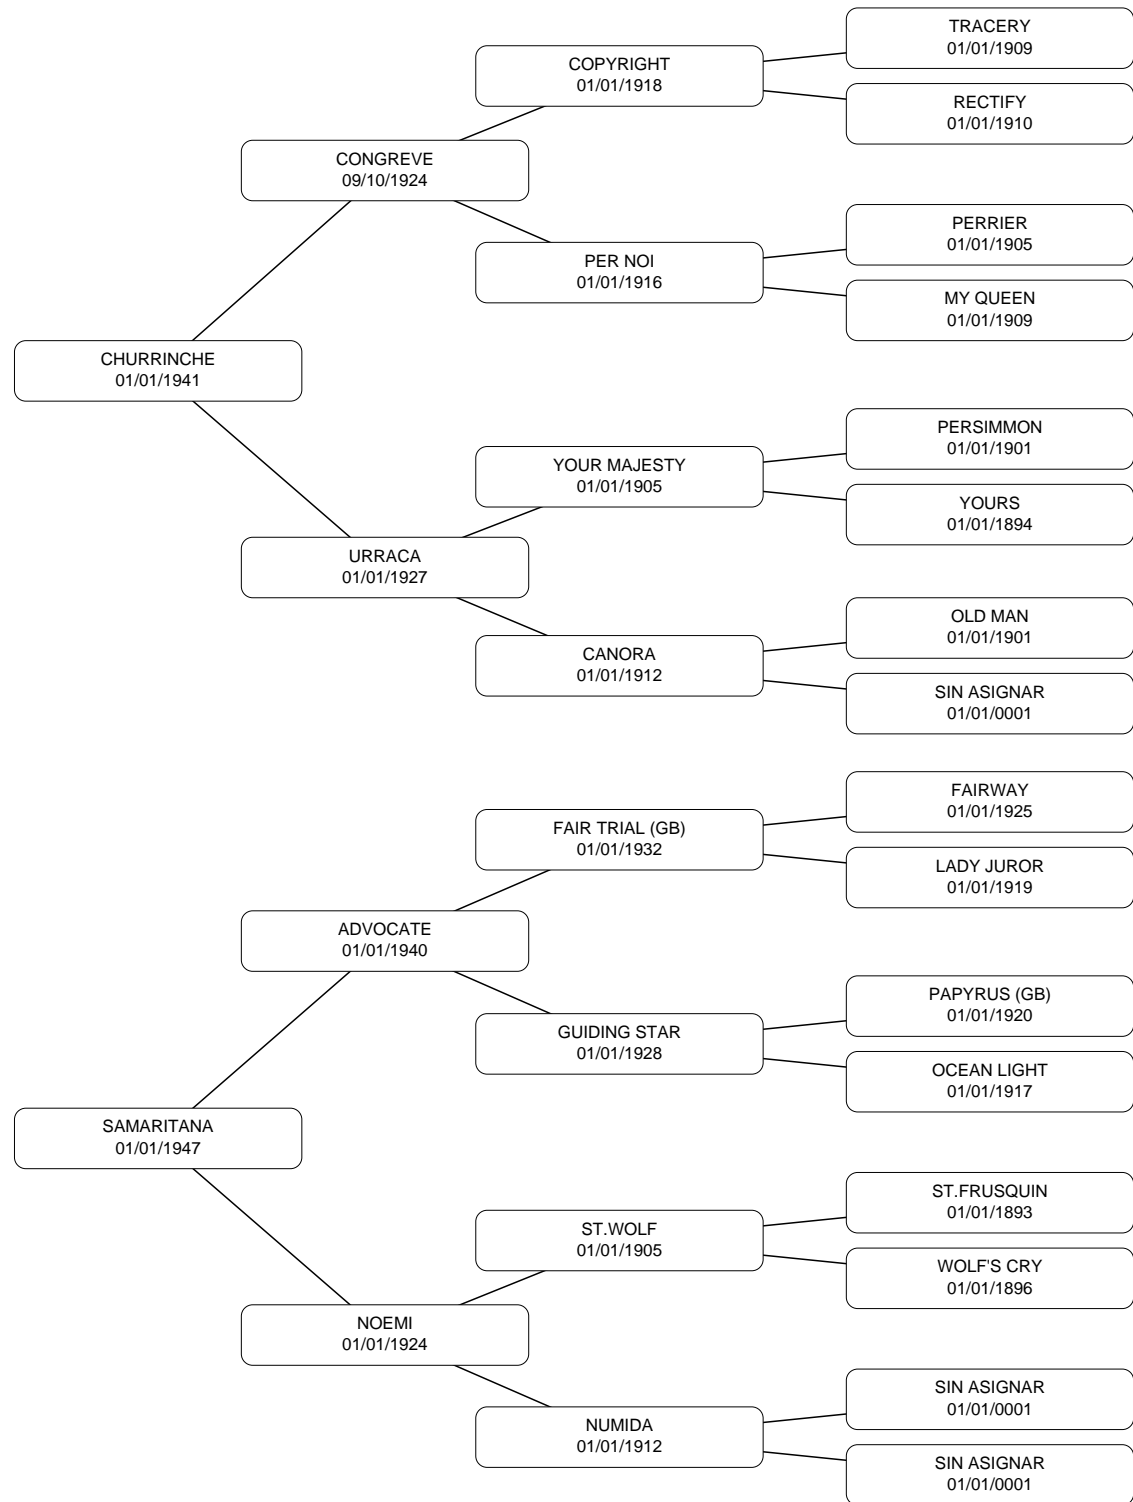 TRACERY
01/01/1909
COPYRIGHT
01/01/1918
RECTIFY
01/01/1910
CONGREVE
09/10/1924
PERRIER
01/01/1905
PER NOI
01/01/1916
MY QUEEN
01/01/1909
CHURRINCHE
01/01/1941
PERSIMMON
01/01/1901
YOUR MAJESTY
01/01/1905
YOURS
01/01/1894
URRACA
01/01/1927
OLD MAN
01/01/1901
CANORA
01/01/1912
SIN ASIGNAR
01/01/0001
FAIRWAY
01/01/1925
FAIR TRIAL (GB)
01/01/1932
LADY JUROR
01/01/1919
ADVOCATE
01/01/1940
PAPYRUS (GB)
01/01/1920
GUIDING STAR
01/01/1928
OCEAN LIGHT
01/01/1917
SAMARITANA
01/01/1947
ST.FRUSQUIN
01/01/1893
ST.WOLF
01/01/1905
WOLF'S CRY
01/01/1896
NOEMI
01/01/1924
SIN ASIGNAR
01/01/0001
NUMIDA
01/01/1912
SIN ASIGNAR
01/01/0001